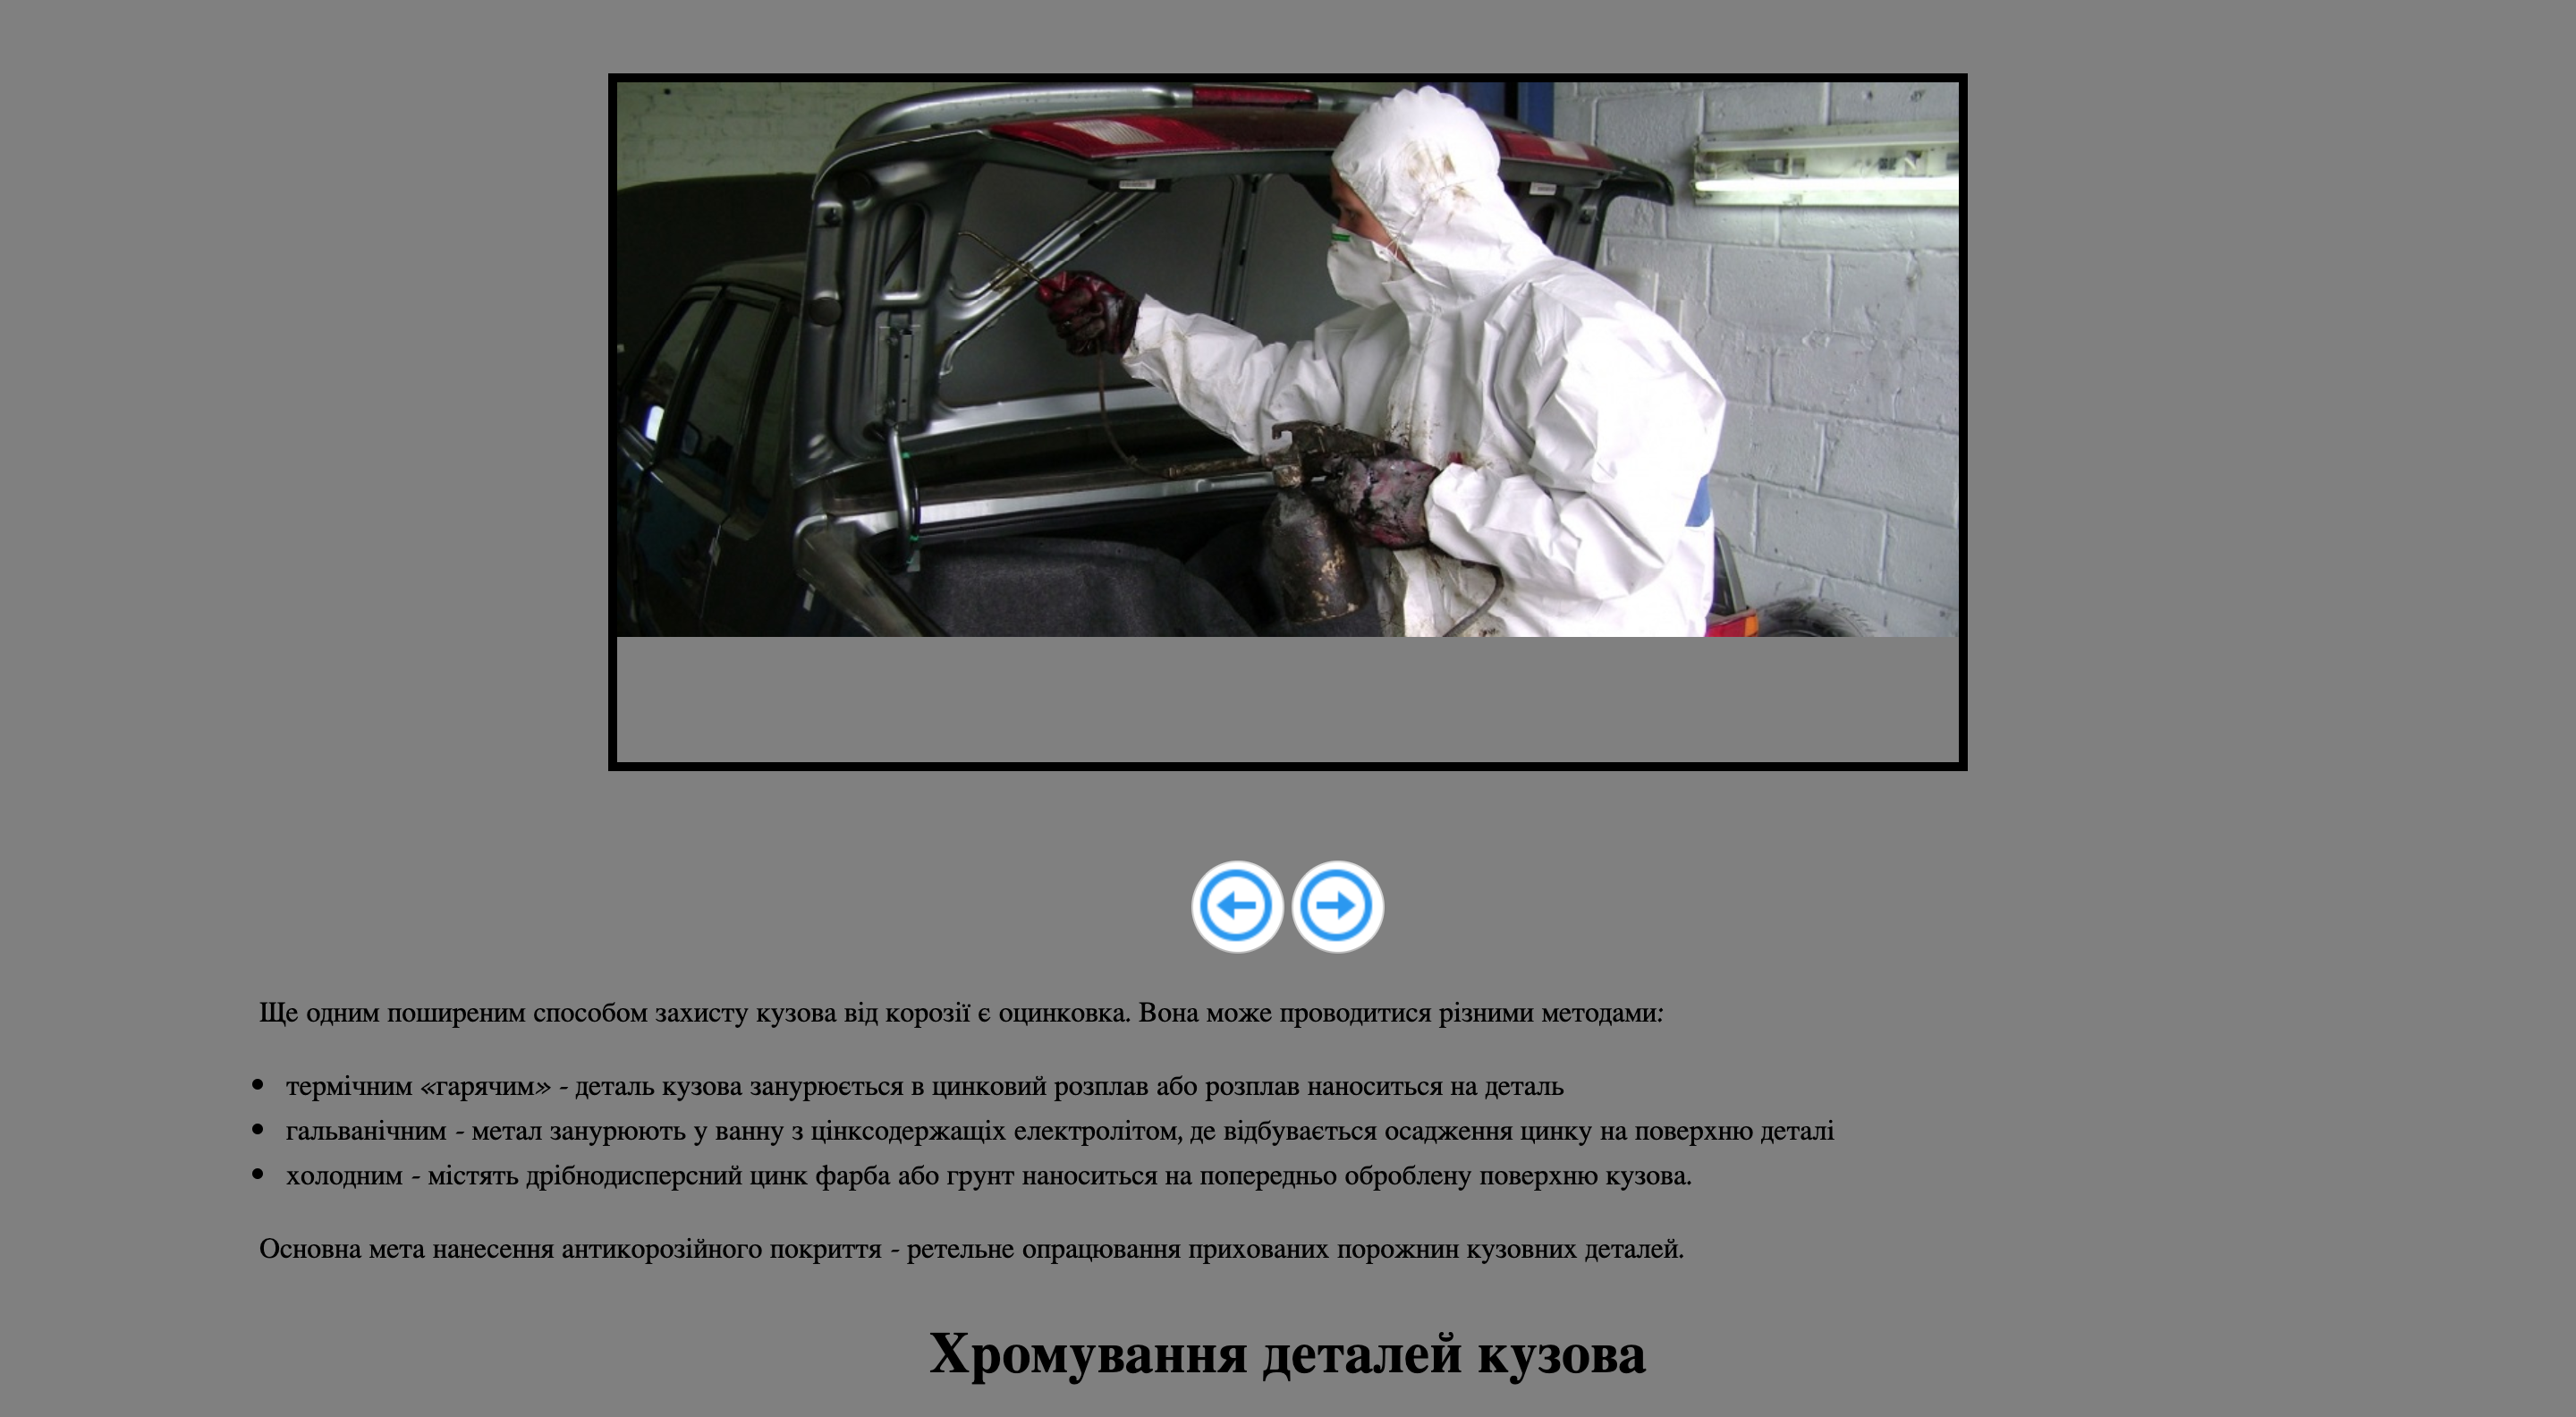 Ще одним поширеним способом захисту кузова від корозії є оцинковка. Вона може проводитися різними методами:
термічним «гарячим» - деталь кузова занурюється в цинковий розплав або розплав наноситься на деталь
гальванічним - метал занурюють у ванну з цінксодержащіх електролітом, де відбувається осадження цинку на поверхню деталі
холодним - містять дрібнодисперсний цинк фарба або грунт наноситься на попередньо оброблену поверхню кузова.
Основна мета нанесення антикорозійного покриття - ретельне опрацювання прихованих порожнин кузовних деталей.
Хромування деталей кузова